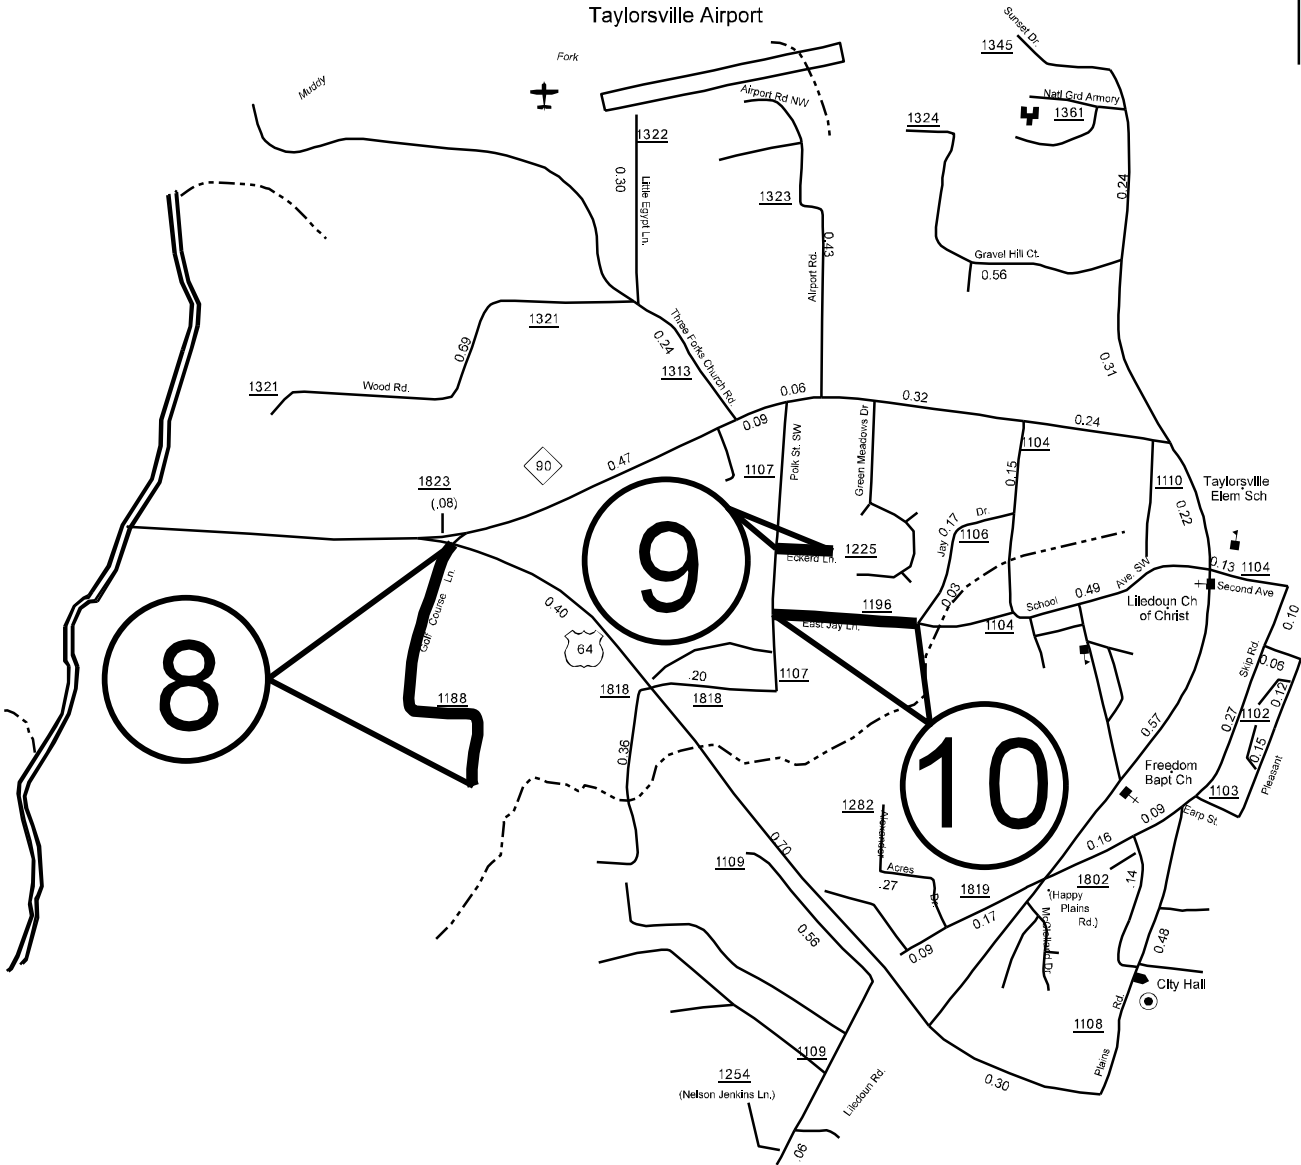 Taylorsville Airport
Sunset Dr.
1345
Fork
Muddy
Airport Rd NW
Natl Grd Armory
1361
1324
1322
0.30
Little Egypt Ln.
1323
0.24
0.43
Airport Rd.
Gravel Hill Ct.
0.56
1321
0.24
Three Forks Church Rd.
0.69
1313
0.31
1321
Wood Rd.
0.06
0.32
0.09
0.24
Polk St. SW
Green Meadows Dr
1104
90
0.47
1107
0.15
1110
Taylorsville
Elem Sch
1823
(.08)
0.22
9
Jay
0.17
Dr.
1106
1225
Eckerd Ln.
0.13
1104
Second Ave
Golf Course Ln.
0.40
0.03
School
0.49
Ave. SW
Liledoun Ch
of Christ
1196
East Jay Ln.
1104
0.10
64
8
Skip Rd.
0.06
.20
1107
1818
1818
1188
0.12
0.27
1102
0.57
0.36
0.15
10
Freedom
Bapt Ch
Pleasant
1103
1282
Alexander
0.09
Earp St.
0.70
0.16
1109
Acres
.27
Dr.
1819
1802
.14
(Happy
Plains
Rd.)
0.17
McClelland Dr.
0.56
0.09
0.48
City Hall
Rd.
1108
1109
Plains
1254
(Nelson Jenkins Ln.)
0.30
Liledoun Rd.
.06